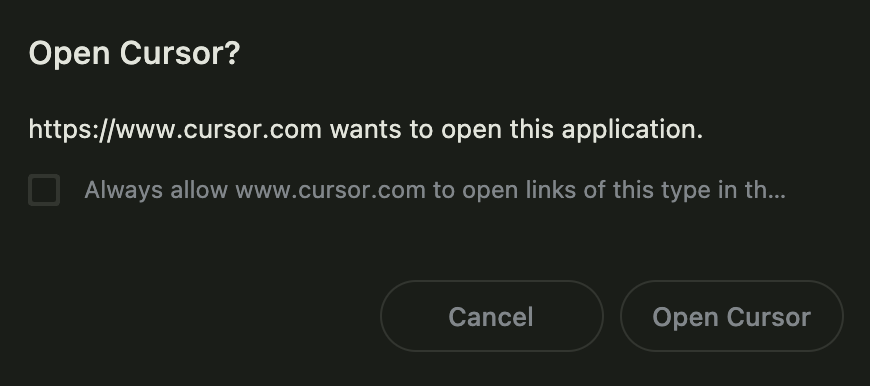 Open Cursor?
https://www.cursor.com wants to open this application.
Always allow www.cursor.com to open links of this type in th...
Cancel
Open Cursor